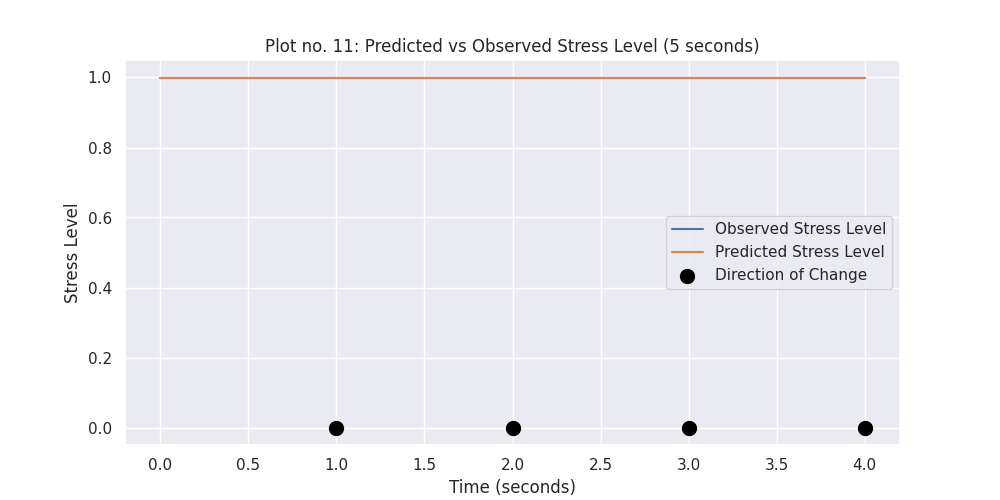 Plot no. 11: Predicted vs Observed Stress Level (5 seconds)
1.0
0.8
0.6
0.4
0.2
0.0
Stress Level
Observed Stress Level
Predicted Stress Level
Direction of Change
0.0 0.5 1.0 1.5 2.0 2.5 3.0 3.5 4.0
Time (seconds)